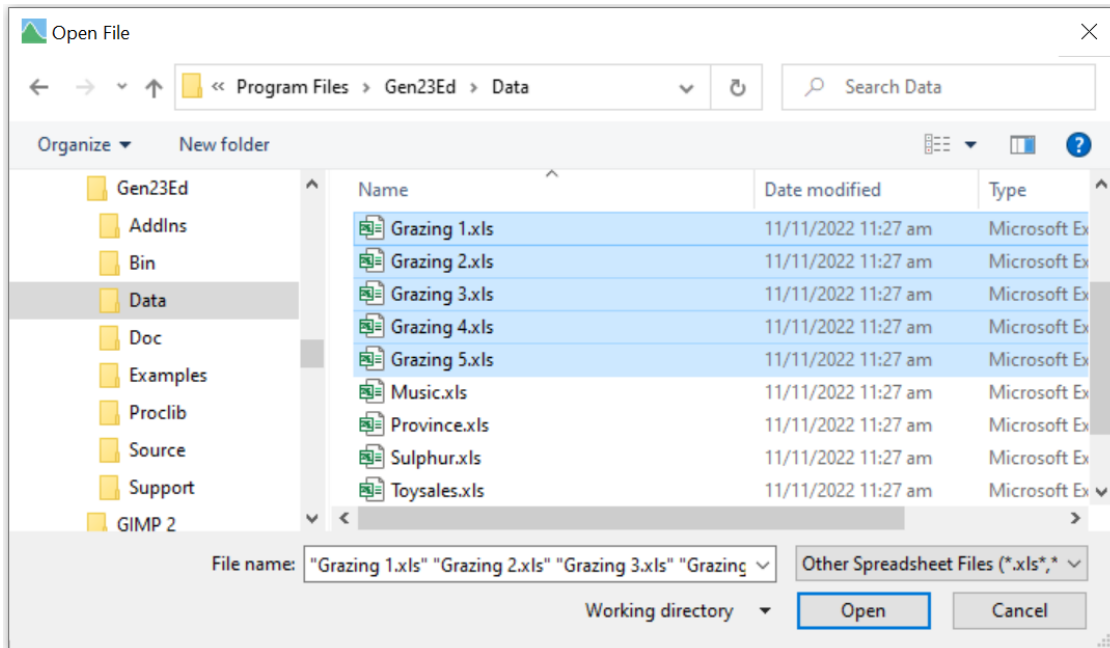 Open File
« Program Files › Gen23Ed › Data
Search Data
Organize
New folder
?
Gen23Ed
AddIns
Bin
Data
Doc
Examples
Proclib
Source
Support
GIMP 2
Name Date modified Type
Grazing 1.xls 11/11/2022 11:27 am Microsoft Ex
Grazing 2.xls 11/11/2022 11:27 am Microsoft Ex
Grazing 3.xls 11/11/2022 11:27 am Microsoft Ex
Grazing 4.xls 11/11/2022 11:27 am Microsoft Ex
Grazing 5.xls 11/11/2022 11:27 am Microsoft Ex
Music.xls 11/11/2022 11:27 am Microsoft Ex
Province.xls 11/11/2022 11:27 am Microsoft Ex
Sulphur.xls 11/11/2022 11:27 am Microsoft Ex
Toysales.xls 11/11/2022 11:27 am Microsoft Ex
File name: "Grazing 1.xls" "Grazing 2.xls" "Grazing 3.xls" "Grazing
Other Spreadsheet Files (*.xls*,*
Working directory
Open
Cancel